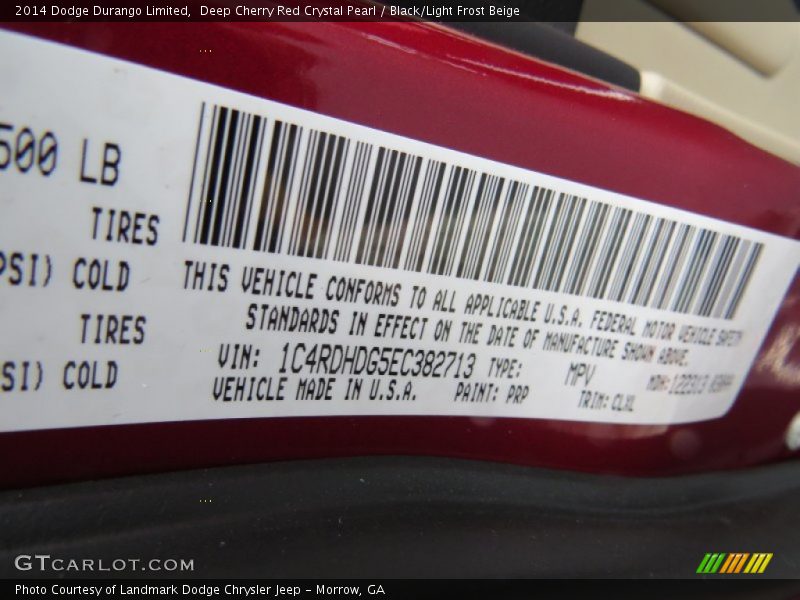 2014 Dodge Durango Limited,  Deep Cherry Red Crystal Pearl / Black/Light Frost Beige
500 LB
TIRES
PSI) COLD
TIRES
SI) COLD
THIS VEHICLE CONFORMS TO ALL APPLICABLE U.S.A. FEDERAL MOTOR VEHICLE SAFETY
STANDARDS IN EFFECT ON THE DATE OF MANUFACTURE SHOWN ABOVE.
VIN: 1C4RDHDG5EC382713 TYPE: MPV MDH:
VEHICLE MADE IN U.S.A. PAINT: PRP TRIM: CLXL
GTCARLOT.COM
Photo Courtesy of Landmark Dodge Chrysler Jeep – Morrow, GA